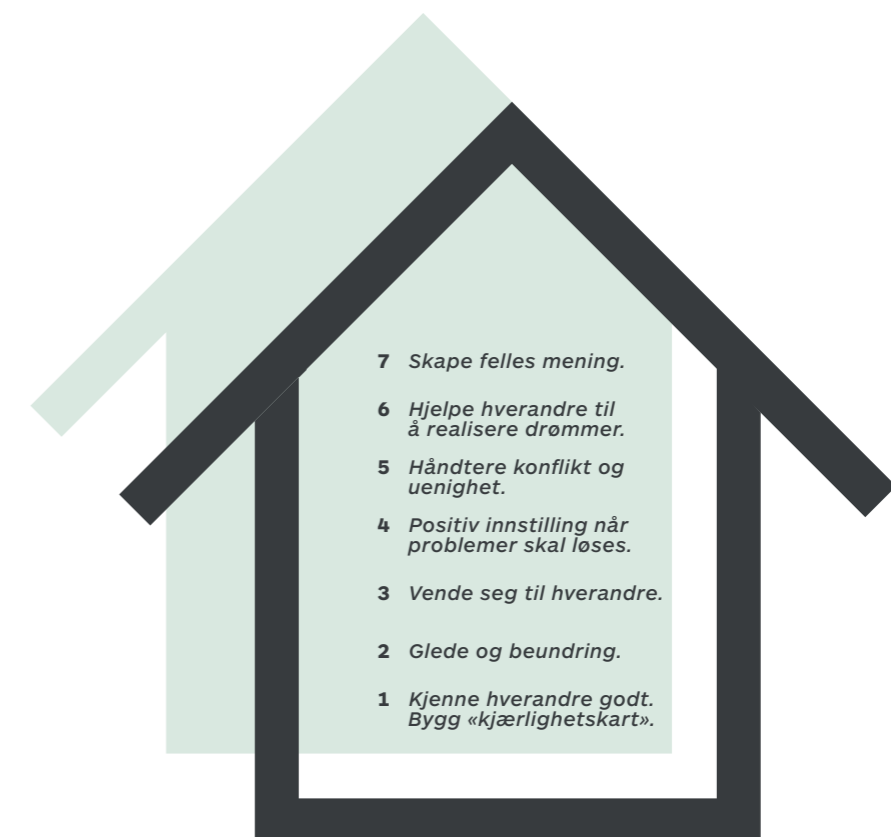 7 Skape felles mening.
6 Hjelpe hverandre til
å realisere drømmer.
5 Håndtere konflikt og
uenighet.
4 Positiv innstilling når
problemer skal løses.
3 Vende seg til hverandre.
2 Glede og beundring.
1 Kjenne hverandre godt.
Bygg «kjærlighetskart».